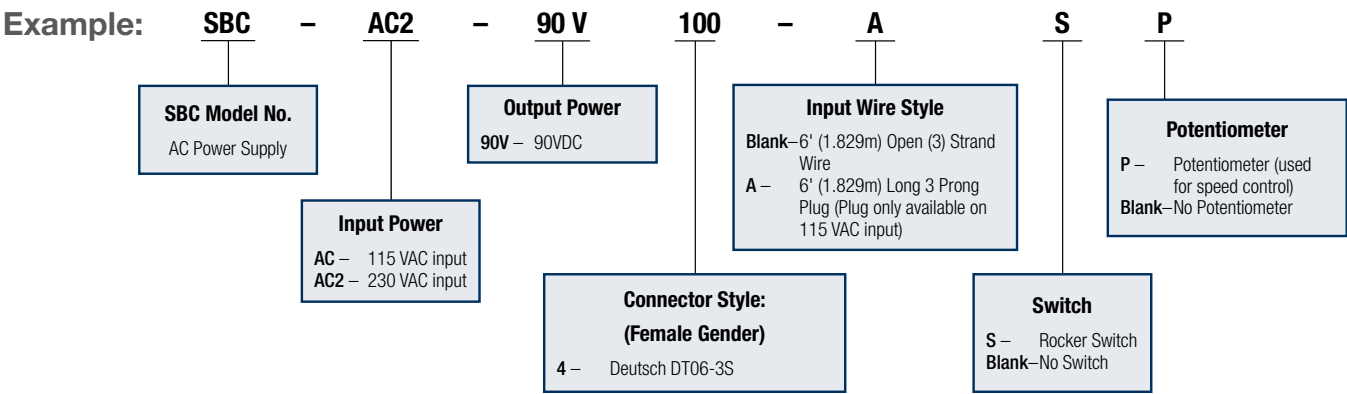 Example: SBC – AC2 – 90 V 100 – A S P
SBC Model No.
AC Power Supply
Input Power
AC – 115 VAC input
AC2 – 230 VAC input
Output Power
90V – 90VDC
Connector Style:
(Female Gender)
4 – Deutsch DT06-3S
Input Wire Style
Blank–6' (1.829m) Open (3) Strand
Wire
A – 6' (1.829m) Long 3 Prong
Plug (Plug only available on
115 VAC input)
Switch
S – Rocker Switch
Blank–No Switch
Potentiometer
P – Potentiometer (used
for speed control)
Blank–No Potentiometer